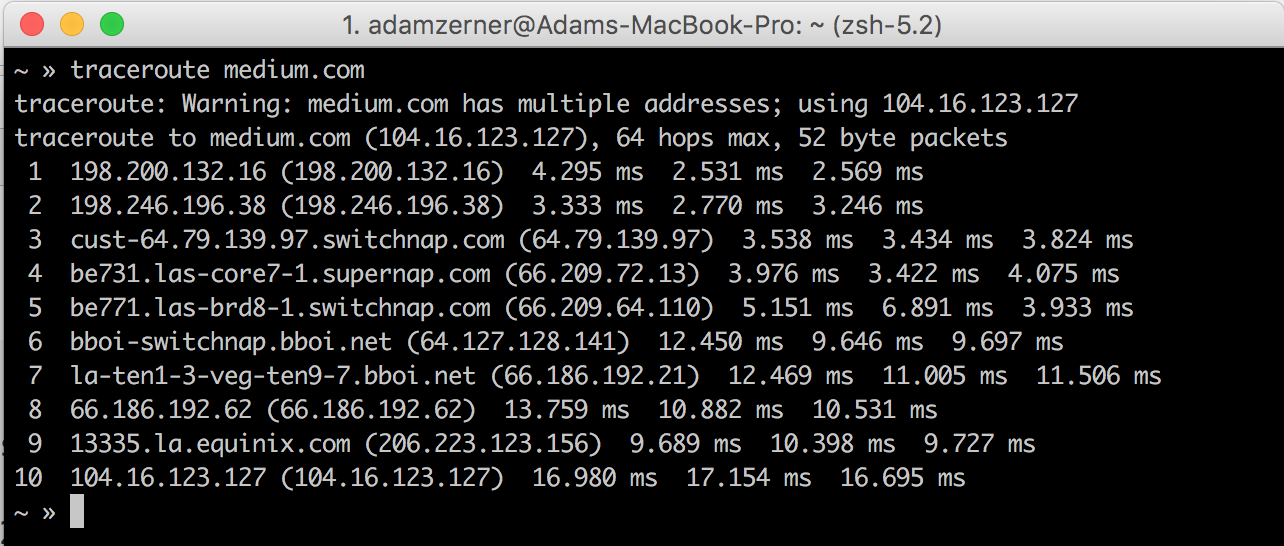 1. adamzerner@Adams-MacBook-Pro: ~ (zsh-5.2)
~ » traceroute medium.com
traceroute: Warning: medium.com has multiple addresses; using 104.16.123.127
traceroute to medium.com (104.16.123.127), 64 hops max, 52 byte packets
 1  198.200.132.16 (198.200.132.16)  4.295 ms  2.531 ms  2.569 ms
 2  198.246.196.38 (198.246.196.38)  3.333 ms  2.770 ms  3.246 ms
 3  cust-64.79.139.97.switchnap.com (64.79.139.97)  3.538 ms  3.434 ms  3.824 ms
 4  be731.las-core7-1.supernap.com (66.209.72.13)  3.976 ms  3.422 ms  4.075 ms
 5  be771.las-brd8-1.switchnap.com (66.209.64.110)  5.151 ms  6.891 ms  3.933 ms
 6  bboi-switchnap.bboi.net (64.127.128.141)  12.450 ms  9.646 ms  9.697 ms
 7  la-ten1-3-veg-ten9-7.bboi.net (66.186.192.21)  12.469 ms  11.005 ms  11.506 ms
 8  66.186.192.62 (66.186.192.62)  13.759 ms  10.882 ms  10.531 ms
 9  13335.la.equinix.com (206.223.123.156)  9.689 ms  10.398 ms  9.727 ms
10  104.16.123.127 (104.16.123.127)  16.980 ms  17.154 ms  16.695 ms
~ »